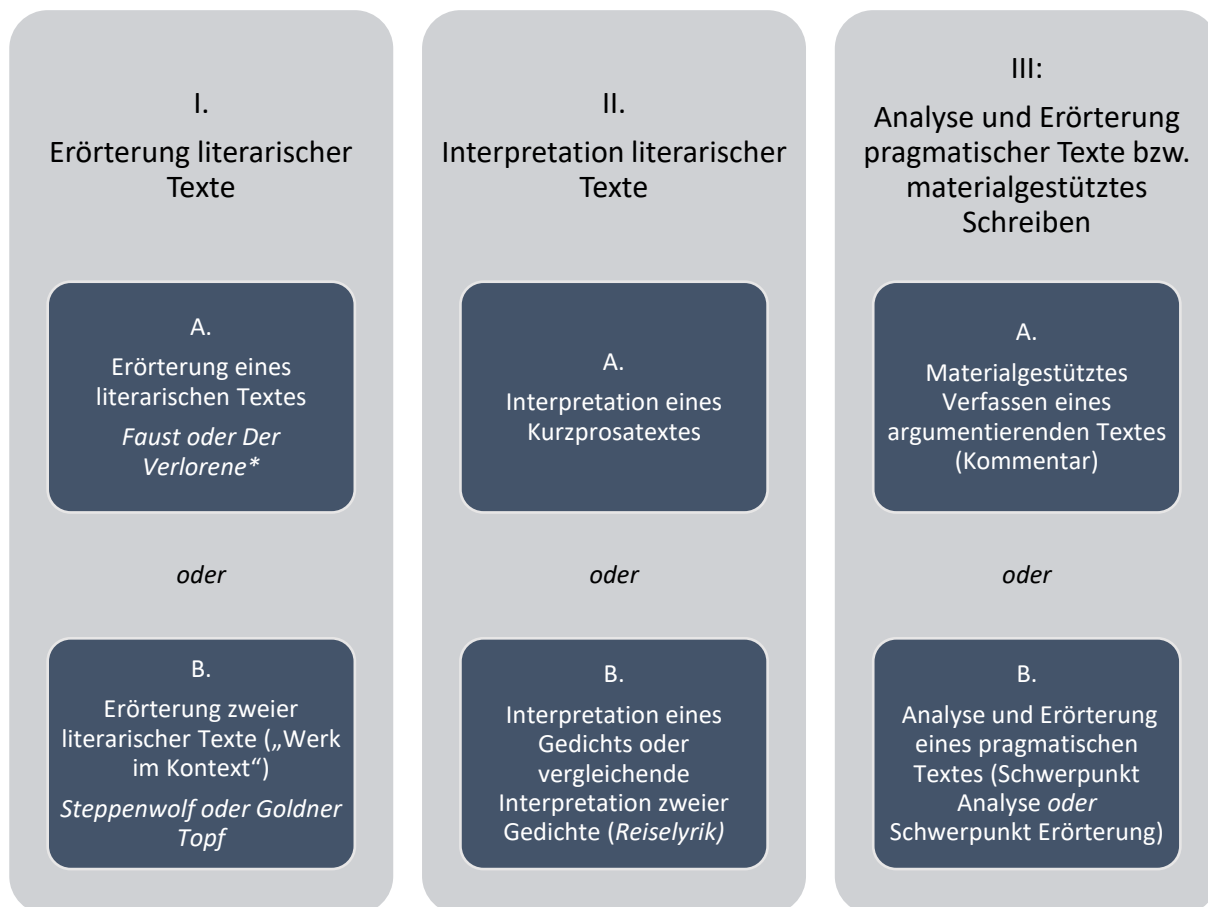 I.
Erörterung literarischer
Texte
A.
Erörterung eines
literarischen Textes
Faust oder Der
Verlorene*
oder
B.
Erörterung zweier
literarischer Texte („Werk
im Kontext“)
Steppenwolf oder Goldner
Topf
II.
Interpretation literarischer
Texte
A.
Interpretation eines
Kurzprosatextes
oder
B.
Interpretation eines
Gedichts oder
vergleichende
Interpretation zweier
Gedichte (Reiselyrik)
III:
Analyse und Erörterung
pragmatischer Texte bzw.
materialgestütztes
Schreiben
A.
Materialgestütztes
Verfassen eines
argumentierenden Textes
(Kommentar)
oder
B.
Analyse und Erörterung
eines pragmatischen
Textes (Schwerpunkt
Analyse oder
Schwerpunkt Erörterung)